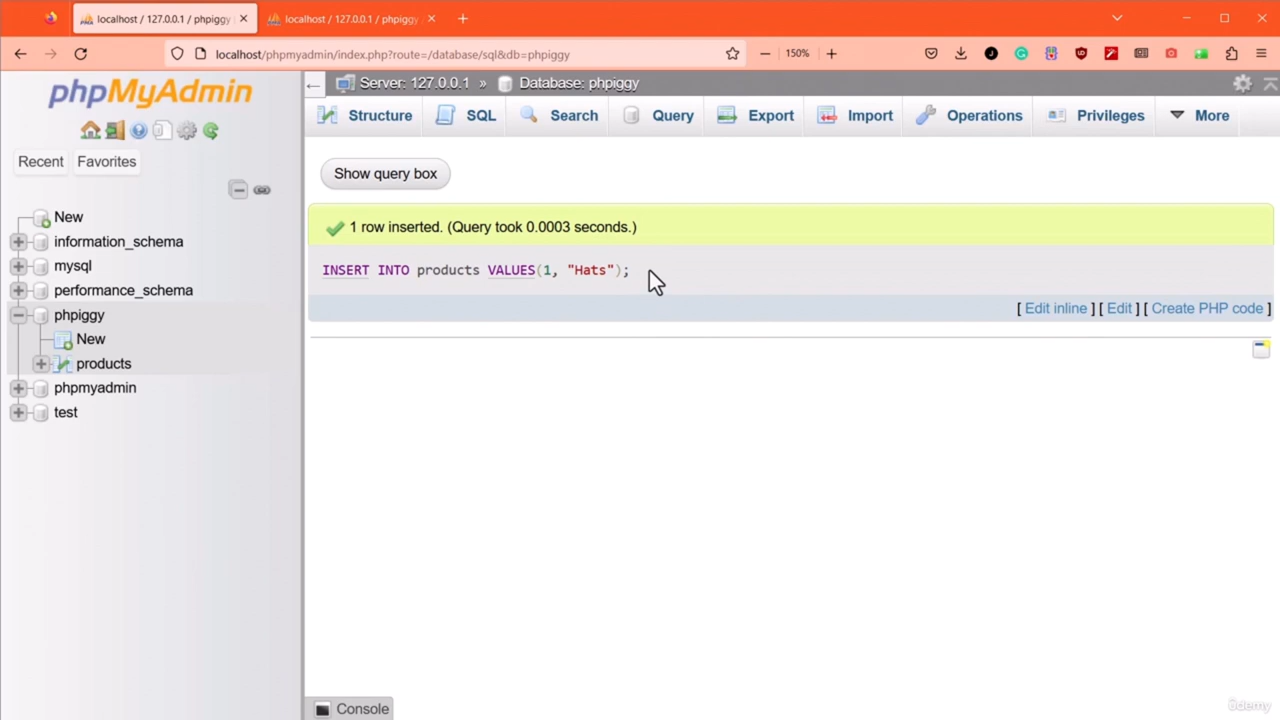 localhost / 127.0.0.1 / phpiggy
localhost / 127.0.0.1 / phpiggy
localhost/phpmyadmin/index.php?route=/database/sql&db=phpiggy
150%
phpMyAdmin
Recent
Favorites
New
information_schema
mysql
performance_schema
phpiggy
New
products
phpmyadmin
test
Server: 127.0.0.1 » Database: phpiggy
Structure
SQL
Search
Query
Export
Import
Operations
Privileges
More
Show query box
1 row inserted. (Query took 0.0003 seconds.)
INSERT INTO products VALUES(1, "Hats");
[ Edit inline ] [ Edit ] [ Create PHP code ]
Console
ûdemy